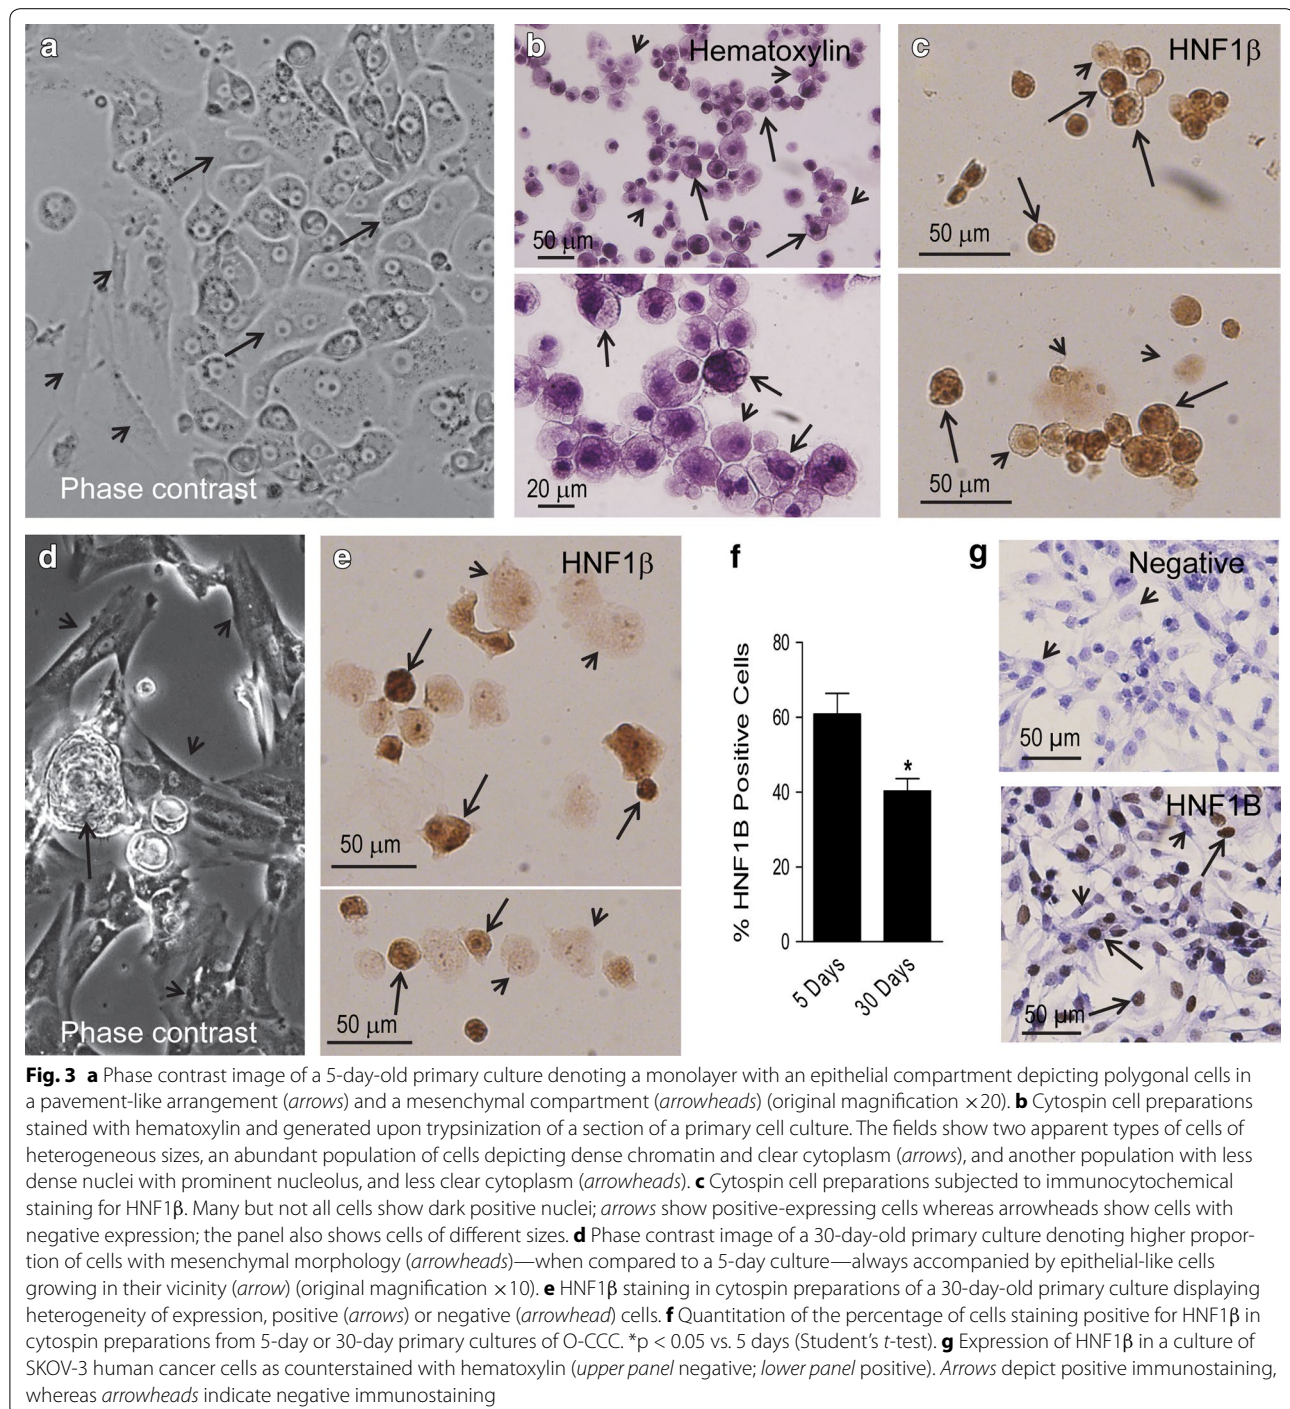 a
Phase contrast
b
Hematoxylin
50 µm
20 µm
c
HNF1β
50 µm
50 µm
d
Phase contrast
e
HNF1β
50 µm
50 µm
f
% HNF1B Positive Cells
80
60
40
20
0
*
5 Days
30 Days
g
Negative
50 µm
HNF1B
50 µm
Fig. 3 a Phase contrast image of a 5-day-old primary culture denoting a monolayer with an epithelial compartment depicting polygonal cells in
a pavement-like arrangement (arrows) and a mesenchymal compartment (arrowheads) (original magnification ×20). b Cytospin cell preparations
stained with hematoxylin and generated upon trypsinization of a section of a primary cell culture. The fields show two apparent types of cells of
heterogeneous sizes, an abundant population of cells depicting dense chromatin and clear cytoplasm (arrows), and another population with less
dense nuclei with prominent nucleolus, and less clear cytoplasm (arrowheads). c Cytospin cell preparations subjected to immunocytochemical
staining for HNF1β. Many but not all cells show dark positive nuclei; arrows show positive-expressing cells whereas arrowheads show cells with
negative expression; the panel also shows cells of different sizes. d Phase contrast image of a 30-day-old primary culture denoting higher propor-
tion of cells with mesenchymal morphology (arrowheads)—when compared to a 5-day culture—always accompanied by epithelial-like cells
growing in their vicinity (arrow) (original magnification ×10). e HNF1β staining in cytospin preparations of a 30-day-old primary culture displaying
heterogeneity of expression, positive (arrows) or negative (arrowhead) cells. f Quantitation of the percentage of cells staining positive for HNF1β in
cytospin preparations from 5-day or 30-day primary cultures of O-CCC. *p < 0.05 vs. 5 days (Student's t-test). g Expression of HNF1β in a culture of
SKOV-3 human cancer cells as counterstained with hematoxylin (upper panel negative; lower panel positive). Arrows depict positive immunostaining,
whereas arrowheads indicate negative immunostaining